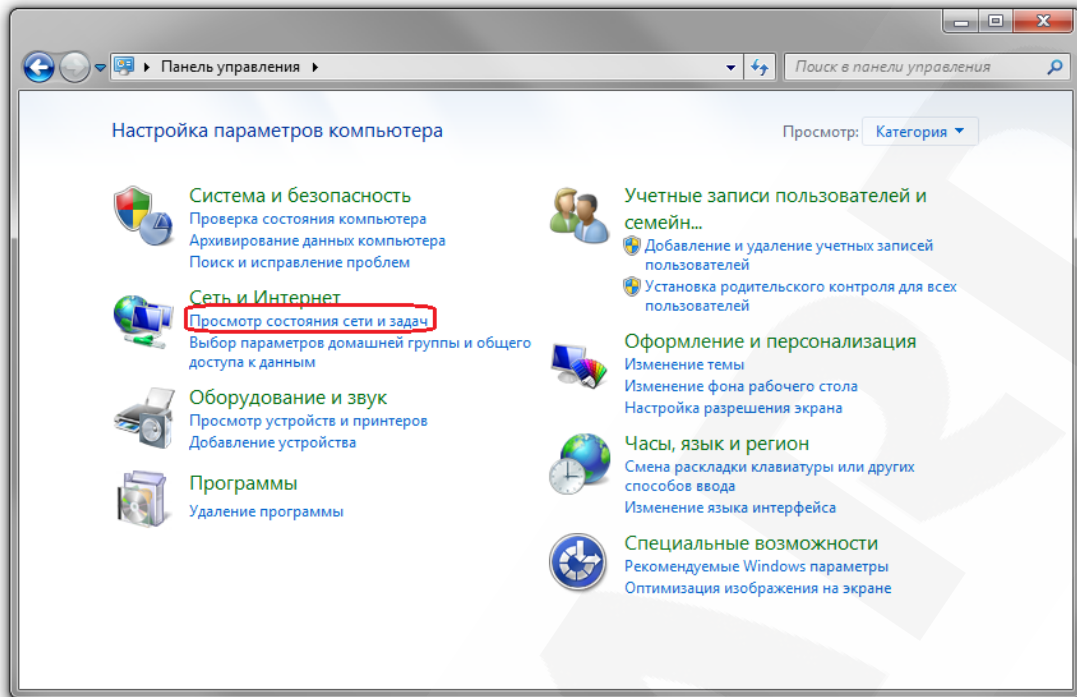 Панель управления
Поиск в панели управления
Настройка параметров компьютера
Просмотр: Категория
Система и безопасность
Проверка состояния компьютера
Архивирование данных компьютера
Поиск и исправление проблем
Сеть и Интернет
Просмотр состояния сети и задач
Выбор параметров домашней группы и общего
доступа к данным
Оборудование и звук
Просмотр устройств и принтеров
Добавление устройства
Программы
Удаление программы
Учетные записи пользователей и
семейн...
Добавление и удаление учетных записей
пользователей
Установка родительского контроля для всех
пользователей
Оформление и персонализация
Изменение темы
Изменение фона рабочего стола
Настройка разрешения экрана
Часы, язык и регион
Смена раскладки клавиатуры или других
способов ввода
Изменение языка интерфейса
Специальные возможности
Рекомендуемые Windows параметры
Оптимизация изображения на экране